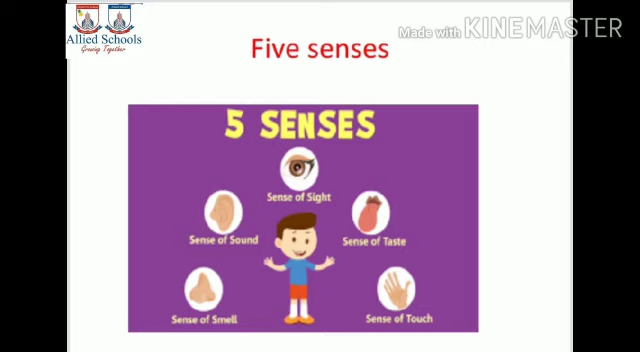 Allied Schools
Growing Together
Made with KINEMASTER
Five senses
5 SENSES
Sense of Sight
Sense of Sound
Sense of Taste
Sense of Smell
Sense of Touch